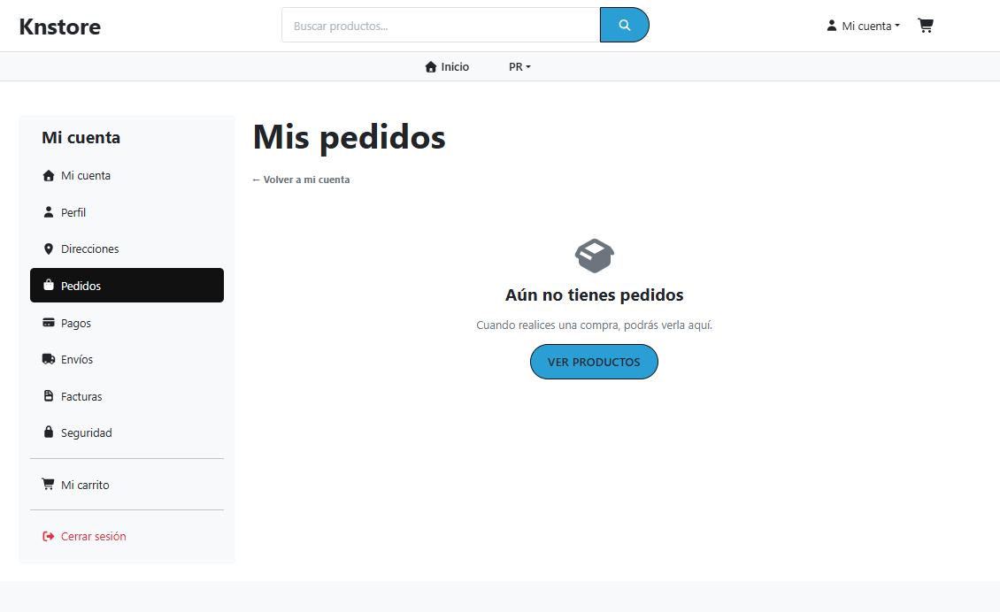 Knstore
Buscar productos...
Mi cuenta
Inicio
PR
Mi cuenta
Mi cuenta
Perfil
Direcciones
Pedidos
Pagos
Envíos
Facturas
Seguridad
Mi carrito
Cerrar sesión
Mis pedidos
← Volver a mi cuenta
Aún no tienes pedidos
Cuando realices una compra, podrás verla aquí.
VER PRODUCTOS